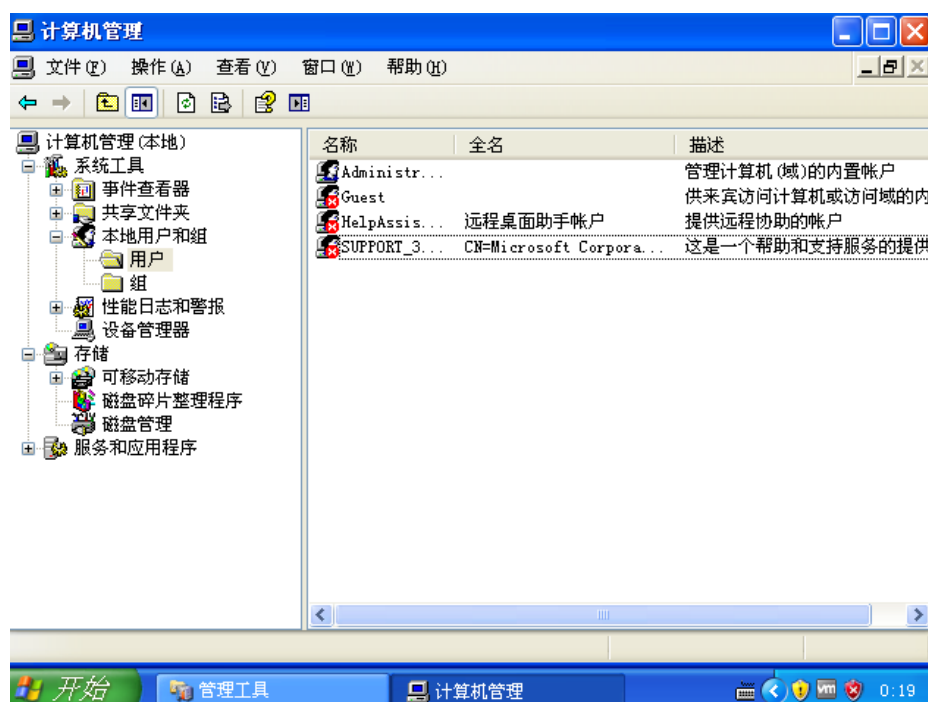 计算机管理
文件(F) 操作(A) 查看(V) 窗口(W) 帮助(H)
计算机管理(本地)
系统工具
事件查看器
共享文件夹
本地用户和组
用户
组
性能日志和警报
设备管理器
存储
可移动存储
磁盘碎片整理程序
磁盘管理
服务和应用程序
名称 全名 描述
Administr... 管理计算机(域)的内置帐户
Guest 供来宾访问计算机或访问域的内
HelpAssis... 远程桌面助手帐户 提供远程协助的帐户
SUPPORT_3... CN=Microsoft Corpora... 这是一个帮助和支持服务的提供
开始 管理工具 计算机管理 vm 0:19